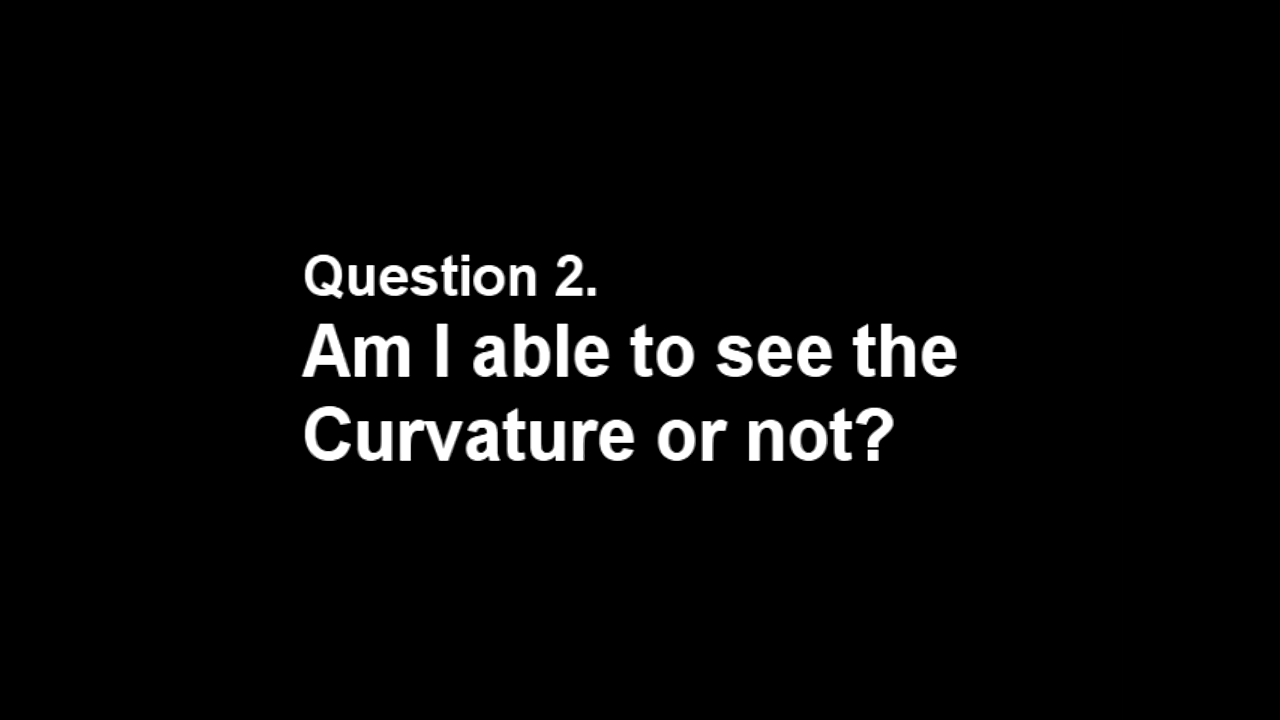 Question 2.
Am I able to see the
Curvature or not?